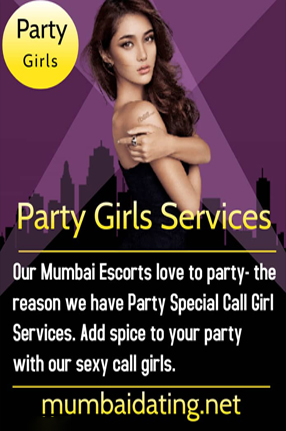 Party
Girls
Party Girls Services
Our Mumbai Escorts love to party- the
reason we have Party Special Call Girl
Services. Add spice to your party
with our sexy call girls.
mumbaidating.net